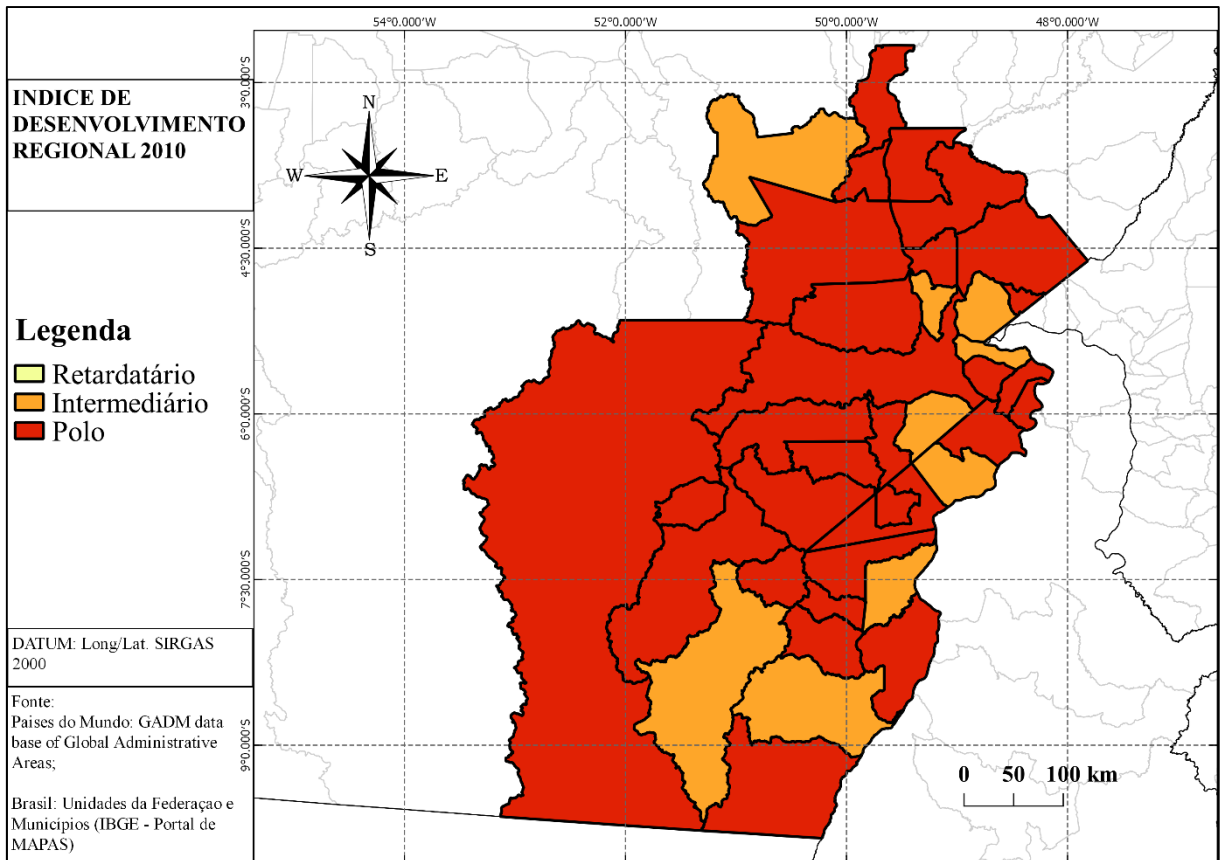 54°0.000'W 52°0.000'W 50°0.000'W 48°0.000'W
INDICE DE
DESENVOLVIMENTO
REGIONAL 2010
N
W E
S
3°0.000'S
4°30.000'S
6°0.000'S
7°30.000'S
9°0.000'S
Legenda
Retardatário
Intermediário
Polo
DATUM: Long/Lat. SIRGAS
2000
Fonte:
Paises do Mundo: GADM data
base of Global Administrative
Areas;
Brasil: Unidades da Federaçao e
Municípios (IBGE - Portal de
MAPAS)
0 50 100 km